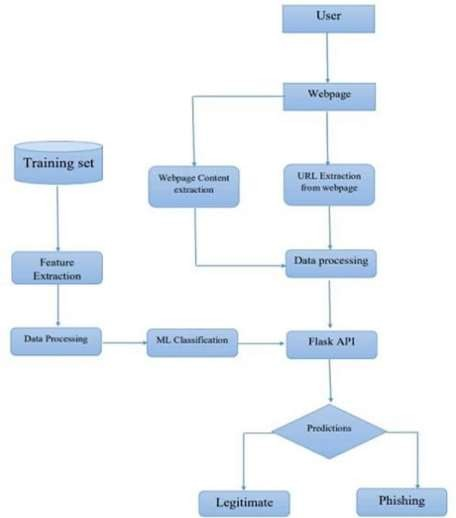 User
Webpage
Training set
Webpage Content
extraction
URL Extraction
from webpage
Feature
Extraction
Data processing
Data Processing
ML Classification
Flask API
Predictions
Legitimate
Phishing